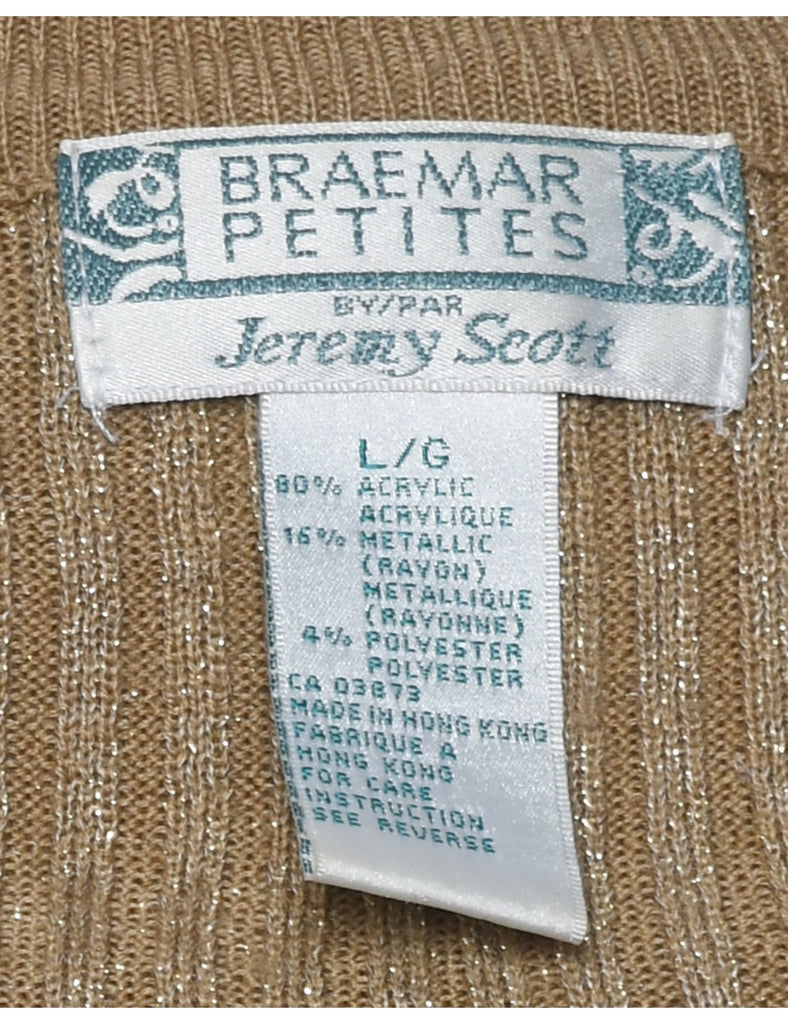 BRAEMAR
PETITES
BY/PAR
Jeremy Scott
L/G
80% ACRYLIC
ACRYLIQUE
16% METALLIC
(RAYON)
METALLIQUE
(RAYONNE)
4% POLYESTER
POLYESTER
CA 03873
MADE IN HONG KONG
FABRIQUE A
HONG KONG
FOR CARE
INSTRUCTION
SEE REVERSE